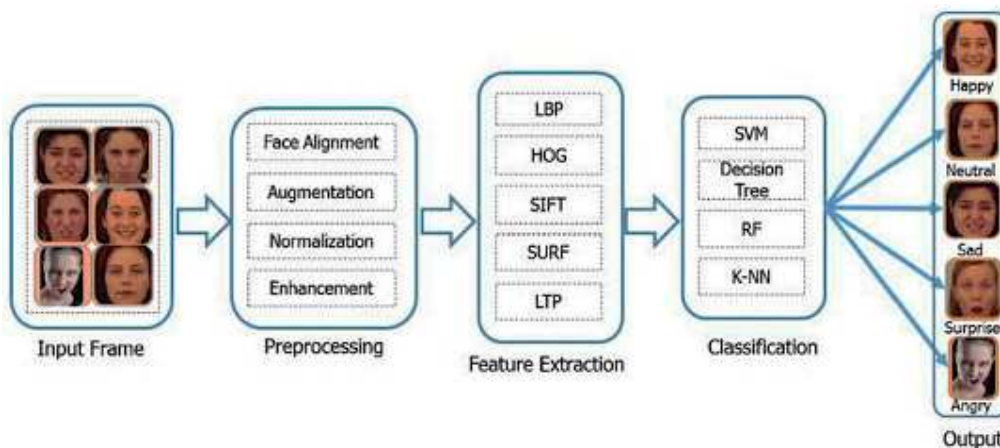 Input Frame
Face Alignment
Augmentation
Normalization
Enhancement
Preprocessing
LBP
HOG
SIFT
SURF
LTP
Feature Extraction
SVM
Decision
Tree
RF
K-NN
Classification
Happy
Neutral
Sad
Surprise
Angry
Output